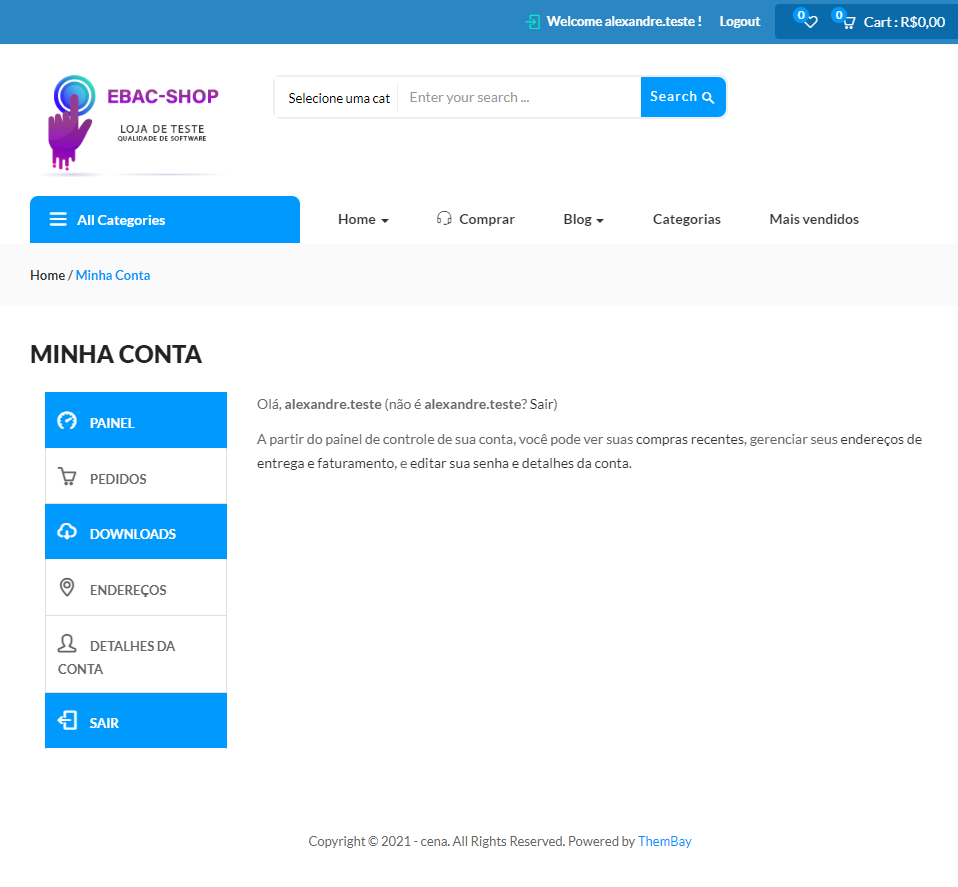 Welcome alexandre.teste ! Logout 0 0 Cart : R$0,00
EBAC-SHOP
LOJA DE TESTE
QUALIDADE DE SOFTWARE
Selecione uma cat Enter your search ... Search
All Categories Home Comprar Blog Categorias Mais vendidos
Home / Minha Conta
MINHA CONTA
PAINEL
PEDIDOS
DOWNLOADS
ENDEREÇOS
DETALHES DA
CONTA
SAIR
Olá, alexandre.teste (não é alexandre.teste? Sair)
A partir do painel de controle de sua conta, você pode ver suas compras recentes, gerenciar seus endereços de
entrega e faturamento, e editar sua senha e detalhes da conta.
Copyright © 2021 - cena. All Rights Reserved. Powered by ThemBay